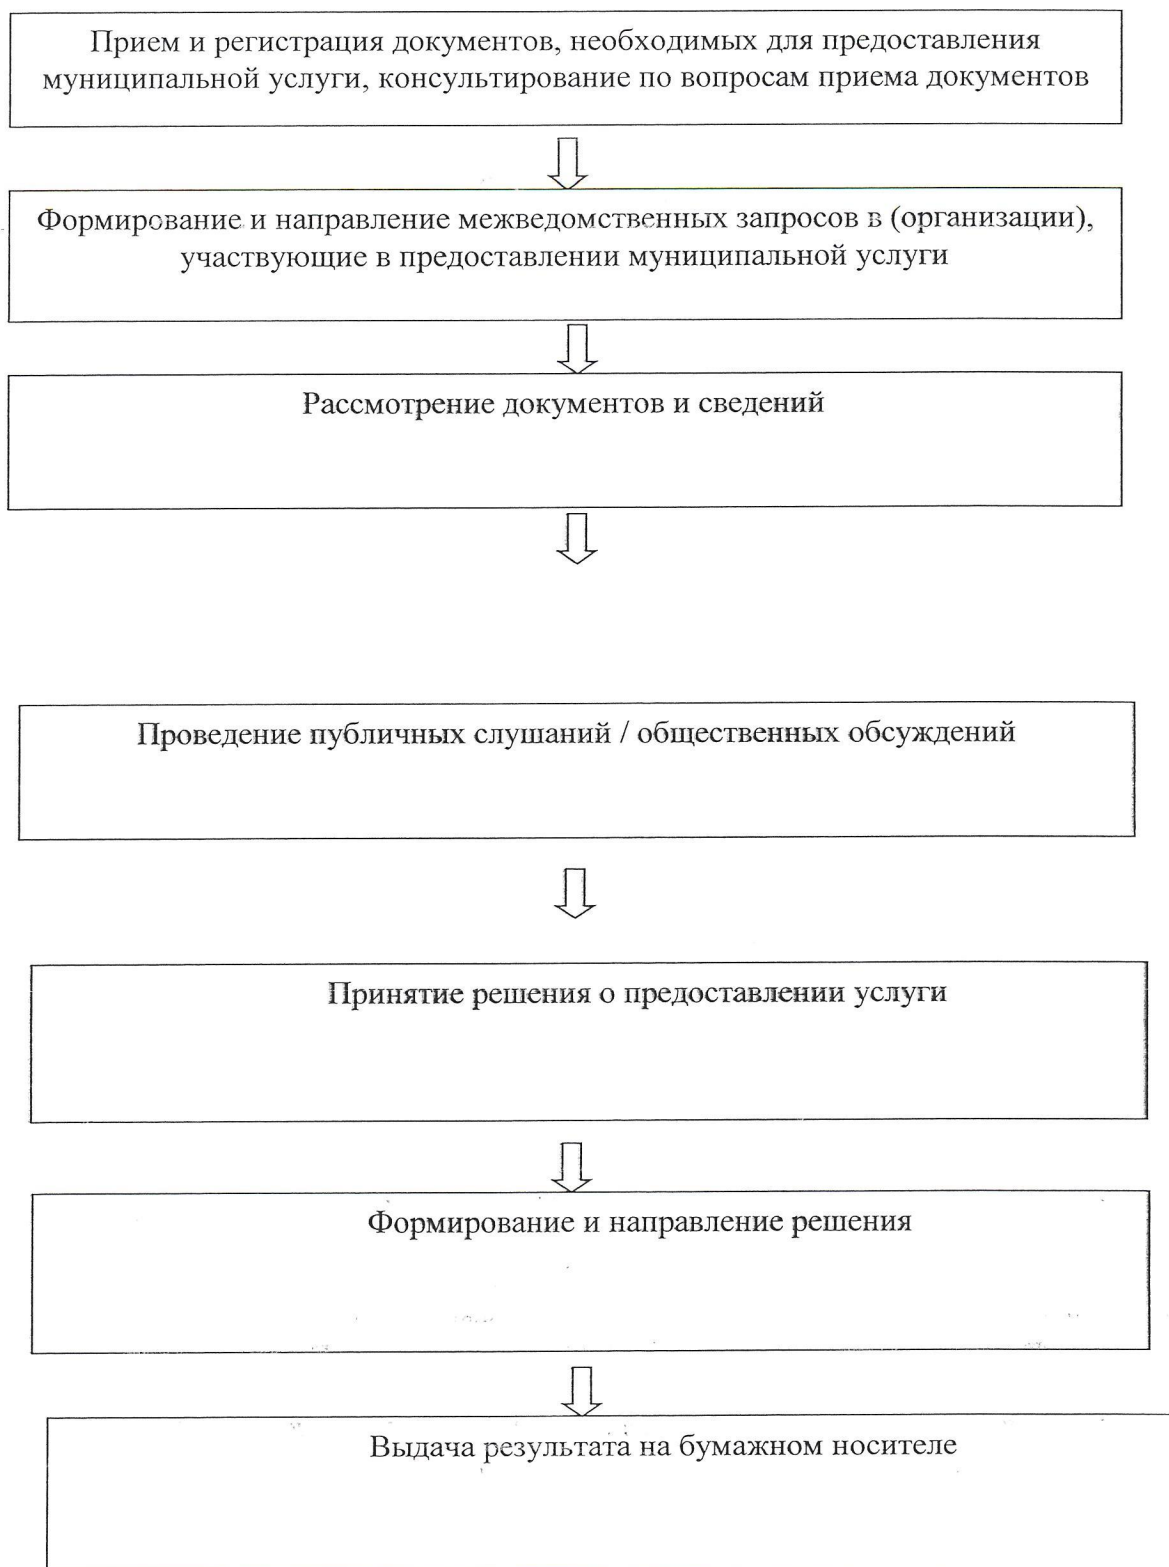 Прием и регистрация документов, необходимых для предоставления
муниципальной услуги, консультирование по вопросам приема документов
Формирование и направление межведомственных запросов в (организации),
участвующие в предоставлении муниципальной услуги
Рассмотрение документов и сведений
Проведение публичных слушаний / общественных обсуждений
Принятие решения о предоставлении услуги
Формирование и направление решения
Выдача результата на бумажном носителе